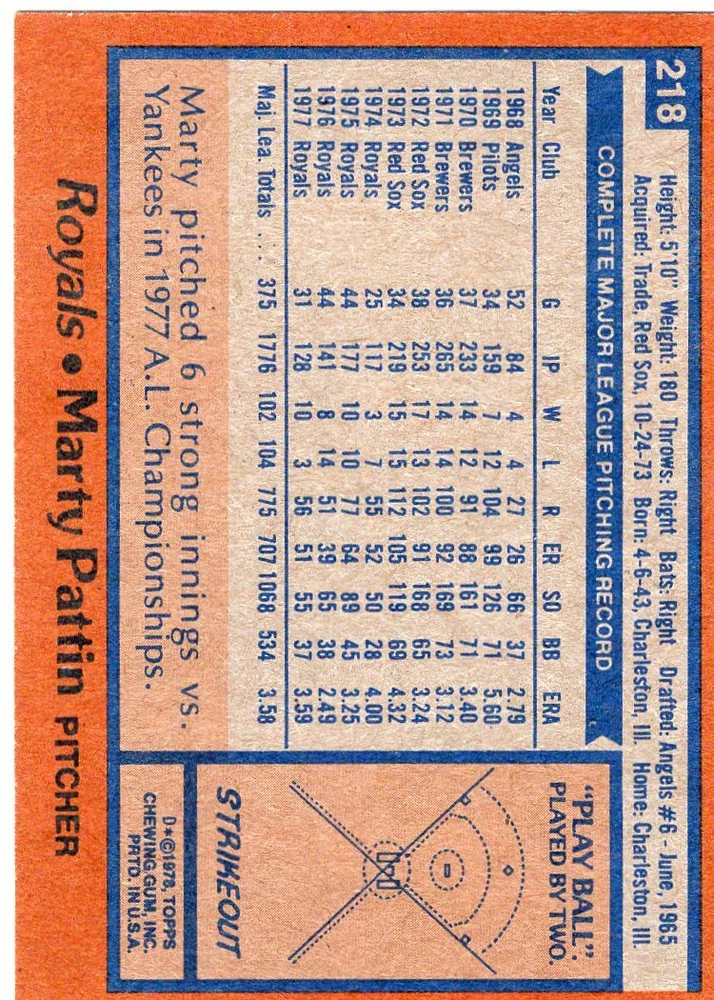 218
Height: 5'10" Weight: 180 Throws: Right Bats: Right Drafted: Angels #6 - June, 1965
Acquired: Trade, Red Sox, 10-24-73 Born: 4-6-43, Charleston, Ill. Home: Charleston, Ill.
COMPLETE MAJOR LEAGUE PITCHING RECORD
Year Club G IP W L R ER SO BB ERA
1968 Angels 52 84 4 4 27 26 66 37 2.79
1969 Pilots 34 159 7 12 104 99 126 71 5.60
1970 Brewers 37 233 14 12 91 88 161 71 3.40
1971 Brewers 36 265 14 14 100 92 169 73 3.12
1972 Red Sox 38 253 17 13 102 91 168 65 3.24
1973 Red Sox 34 219 15 15 112 105 119 69 4.32
1974 Royals 25 117 3 7 55 52 50 28 4.00
1975 Royals 44 177 10 10 77 64 89 45 3.25
1976 Royals 44 141 8 14 51 39 65 38 2.49
1977 Royals 31 128 10 3 56 51 55 37 3.59
Maj. Lea. Totals .... 375 1776 102 104 775 707 1068 534 3.58
Marty pitched 6 strong innings vs.
Yankees in 1977 A.L. Championships.
"PLAY BALL".
PLAYED BY TWO.
STRIKEOUT
D*©1978, TOPPS
CHEWING GUM, INC.
PRTD. IN U.S.A.
Royals • Marty Pattin PITCHER